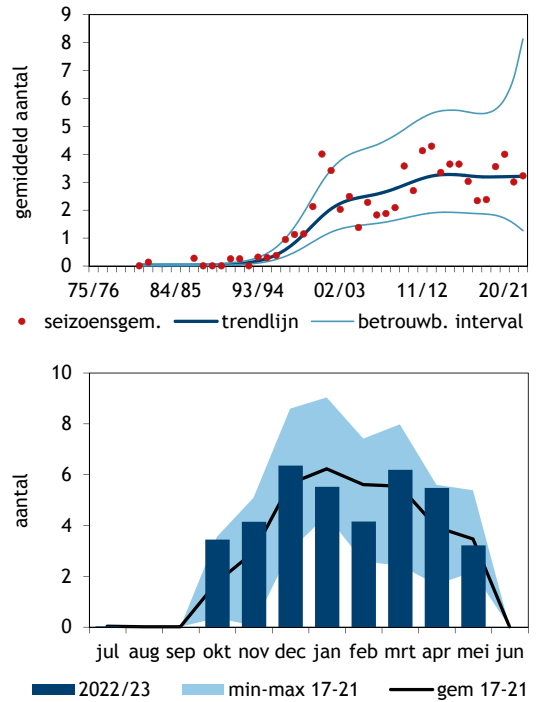 9
8
7
6
5
4
3
2
1
0
gemiddeld aantal
75/76 84/85 93/94 02/03 11/12 20/21
seizoensgem. trendlijn betrouwb. interval
10
8
6
4
2
0
aantal
jul aug sep okt nov dec jan feb mrt apr mei jun
2022/23 min-max 17-21 gem 17-21